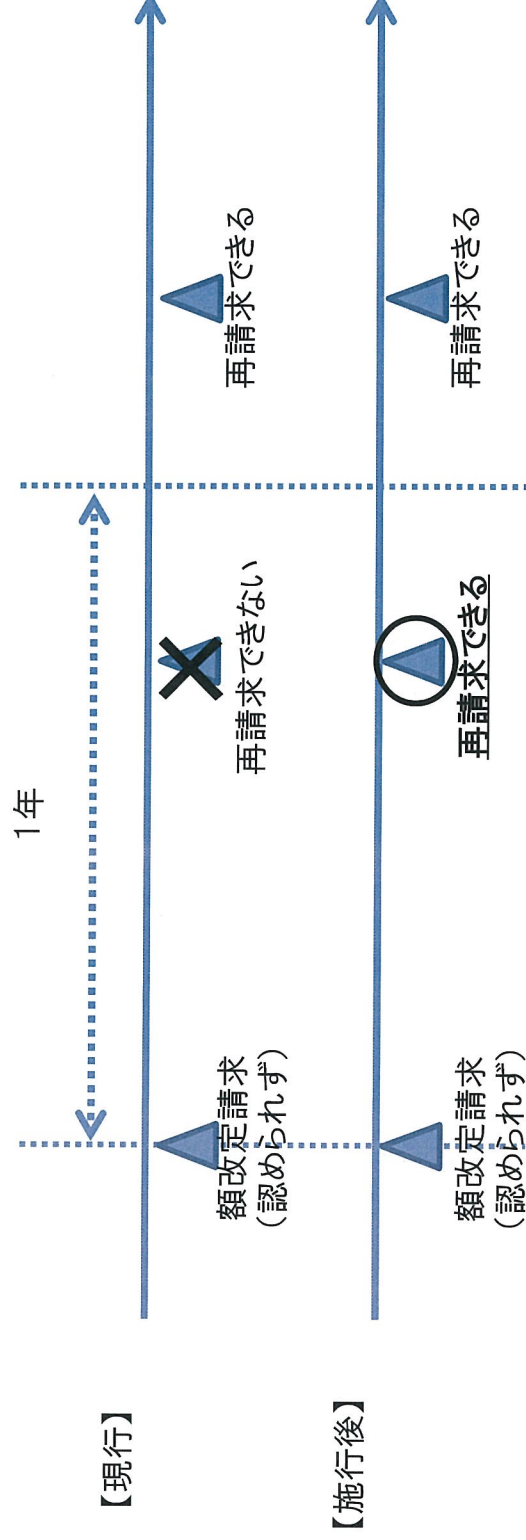 1年
【現行】
額改定請求
(認められず)
再請求できない
再請求できる
【施行後】
額改定請求
(認められず)
再請求できる
再請求できる